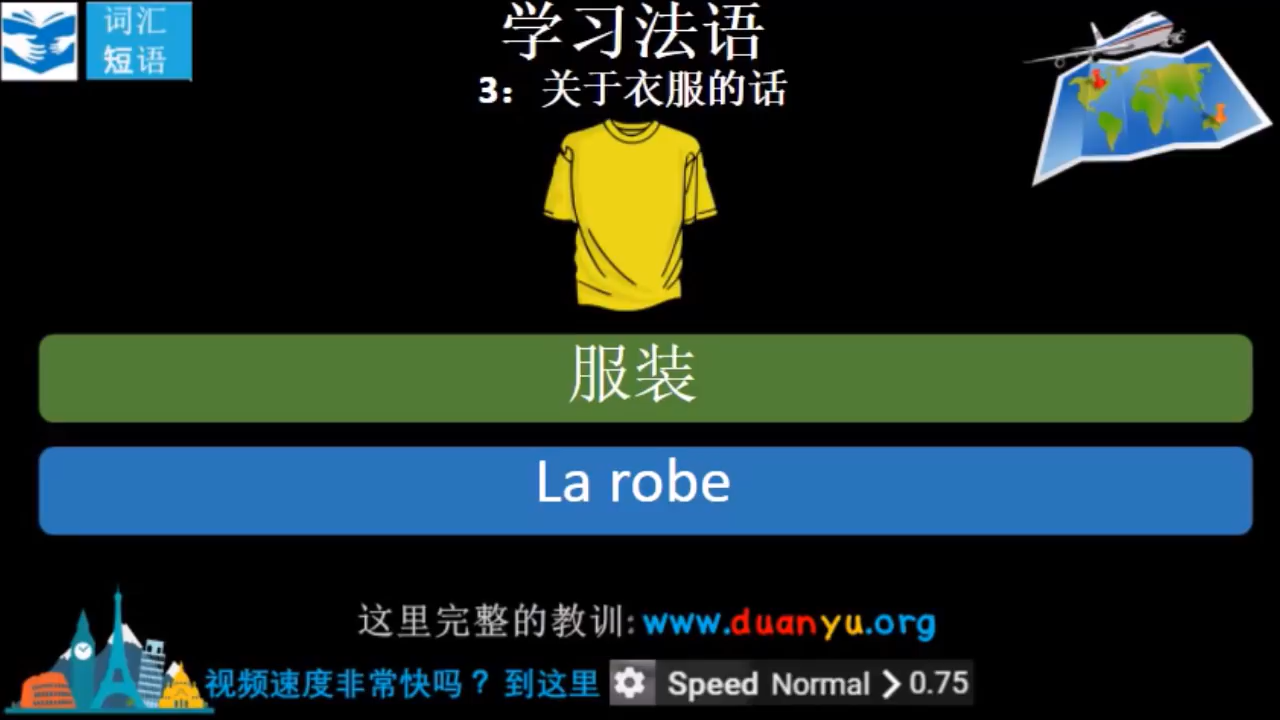 词汇
短语
学习法语
3：关于衣服的话
服装
La robe
这里完整的教训: www.duanyu.org
视频速度非常快吗？到这里 Speed Normal > 0.75